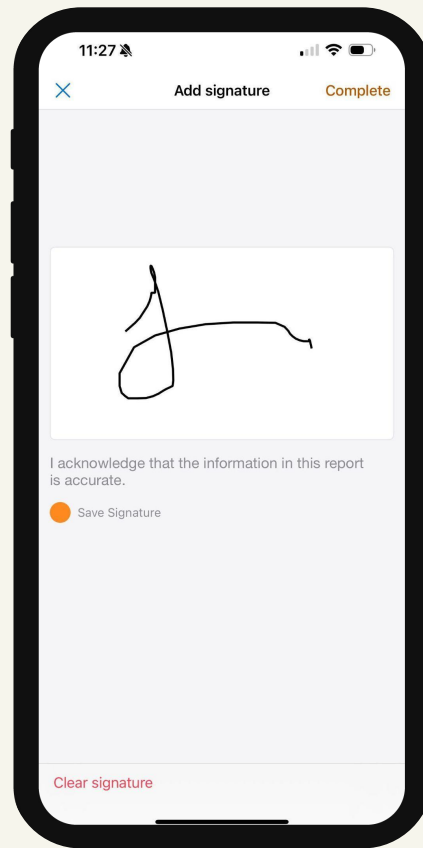 11:27
Add signature
Complete
I acknowledge that the information in this report
is accurate.
Save Signature
Clear signature